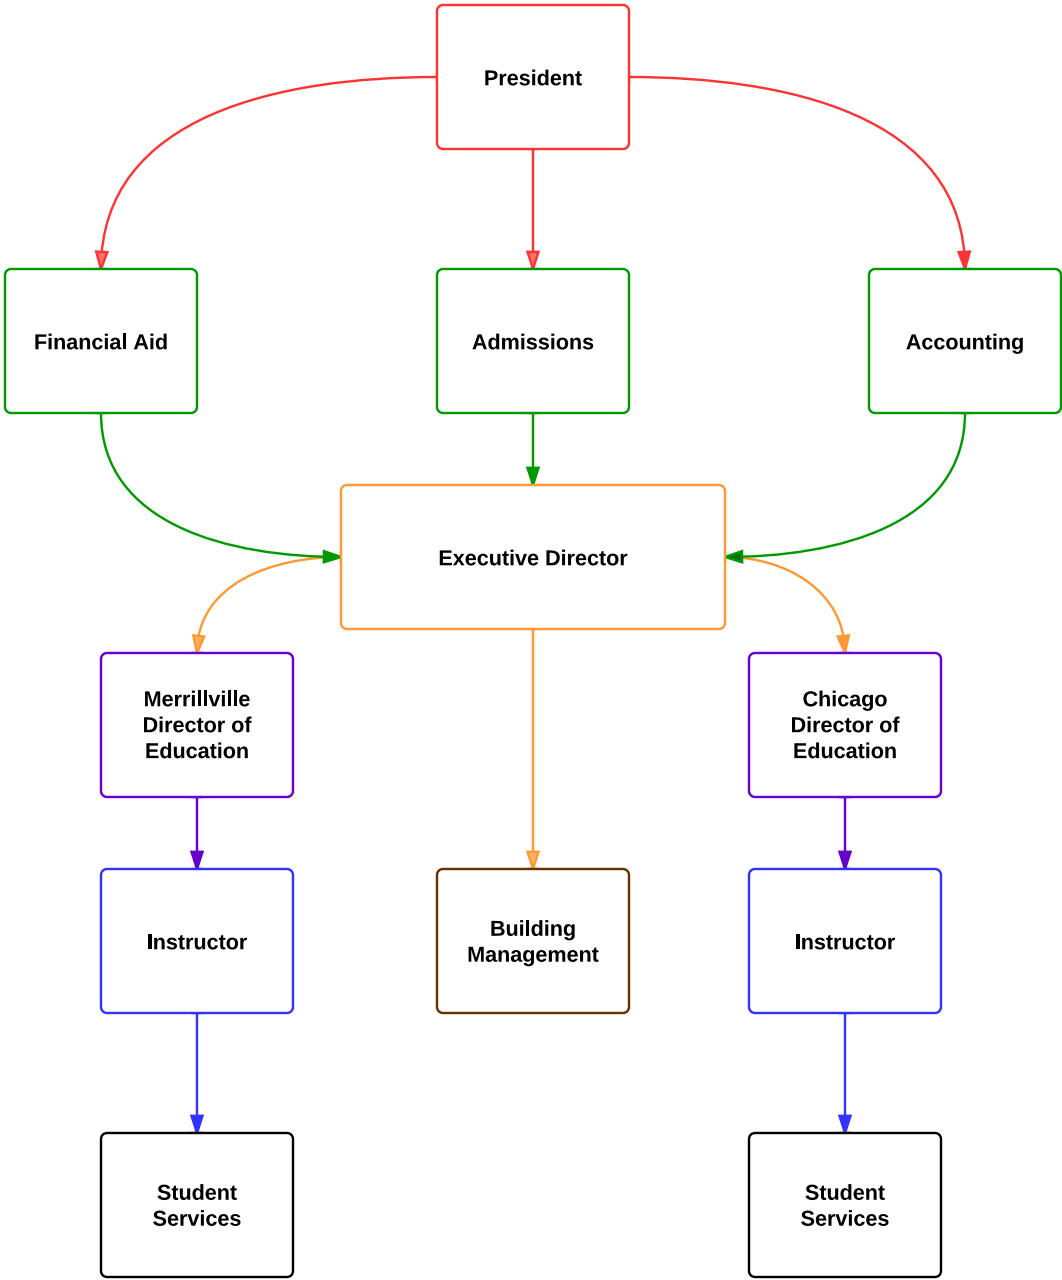 President
Financial Aid
Admissions
Accounting
Executive Director
Merrillville
Director of
Education
Chicago
Director of
Education
Instructor
Building
Management
Instructor
Student
Services
Student
Services